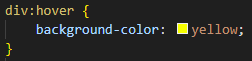 div:hover {
    background-color: yellow;
}